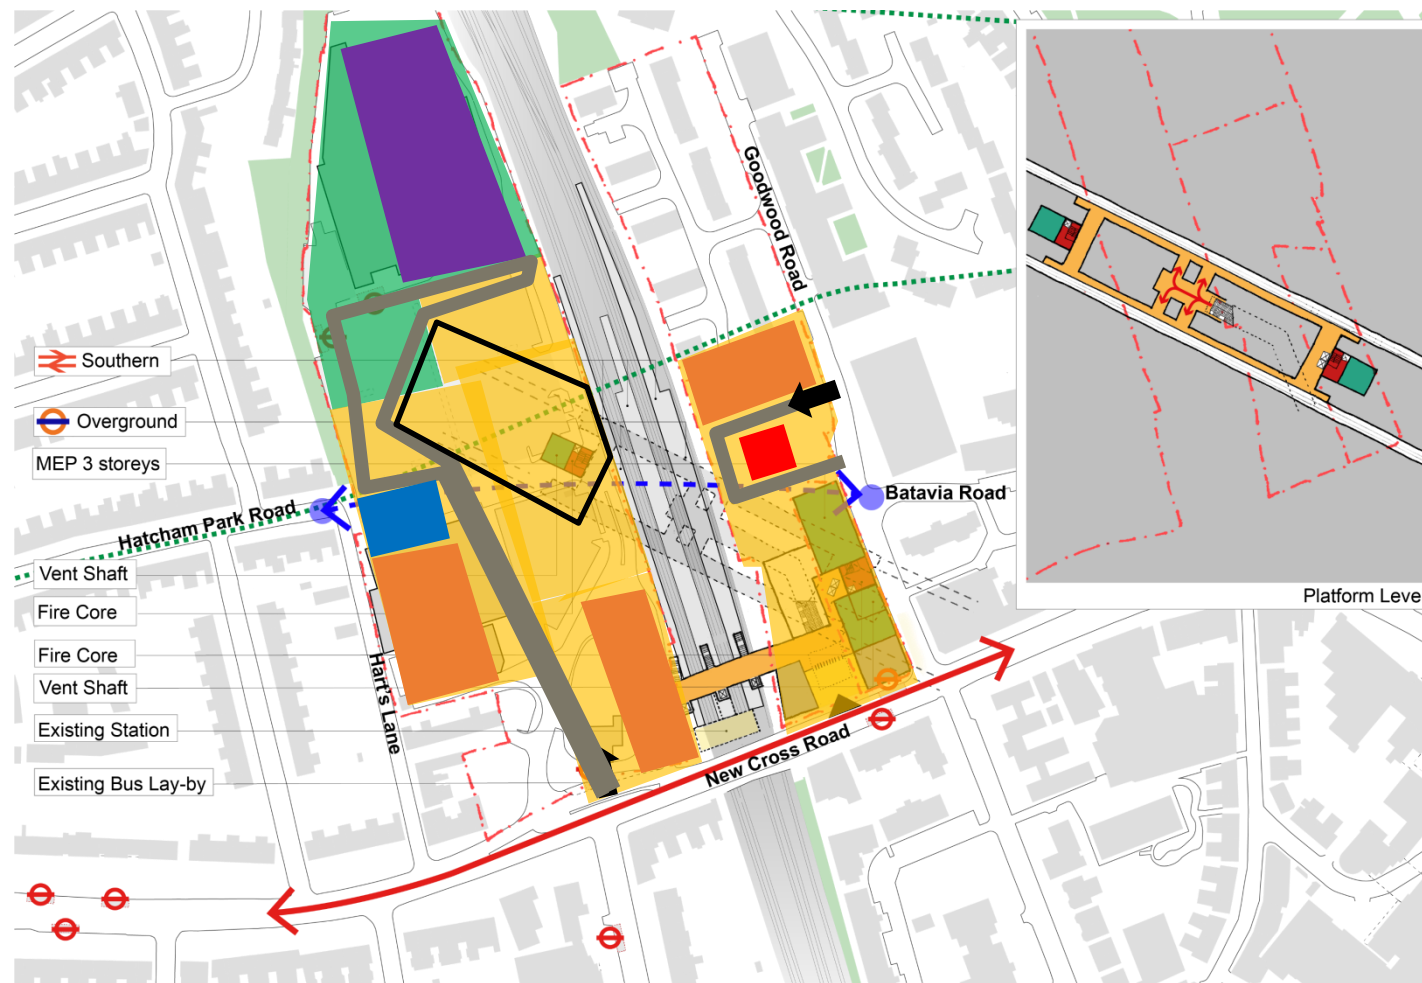 Goodwood Road
Southern
Overground
MEP 3 storeys
Batavia Road
Hatcham Park Road
Vent Shaft
Fire Core
Fire Core
Vent Shaft
Existing Station
Existing Bus Lay-by
Hart's Lane
New Cross Road
Platform Leve